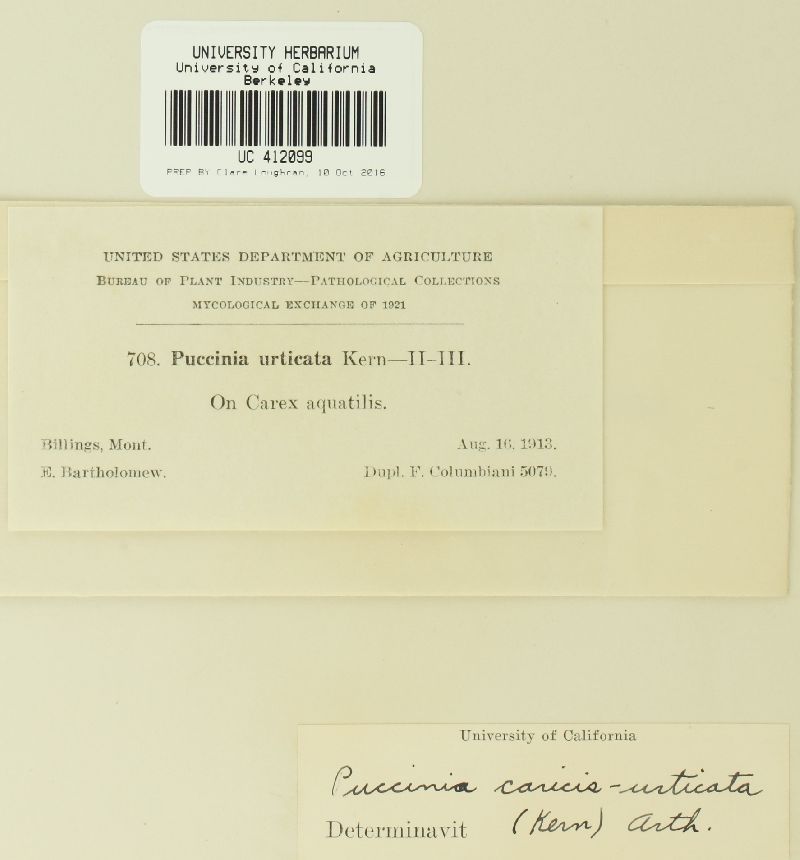 UNIVERSITY HERBARIUM
University of California
Berkeley
UC 412099
PREP BY Clare Loughran, 10 Oct 2016
UNITED STATES DEPARTMENT OF AGRICULTURE
BUREAU OF PLANT INDUSTRY—PATHOLOGICAL COLLECTIONS
MYCOLOGICAL EXCHANGE OF 1921
708. Puccinia urticata Kern—II-III.
On Carex aquatilis.
Billings, Mont. Aug. 16, 1913.
E. Bartholomew. Dupl. F. Columbiani 5079.
University of California
Puccinia caricis-urticata
Determinavit (Kern) Arth.